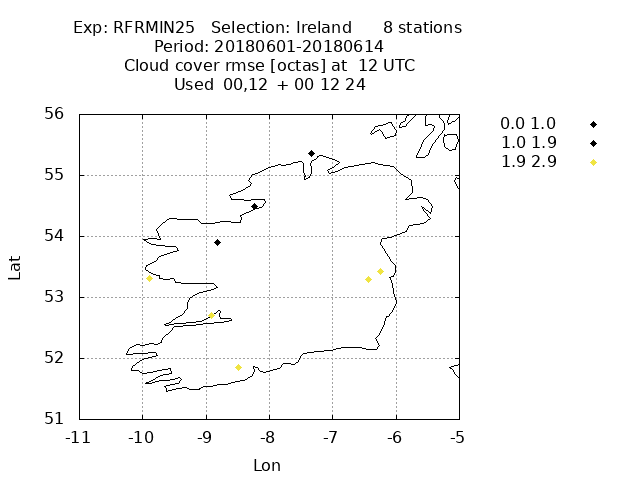 Exp: RFRMIN25 Selection: Ireland 8 stations
Period: 20180601-20180614
Cloud cover rmse [octas] at 12 UTC
Used 00,12 + 00 12 24
0.0 1.0
1.0 1.9
1.9 2.9
56
55
54
53
52
51
Lat
-11 -10 -9 -8 -7 -6 -5
Lon